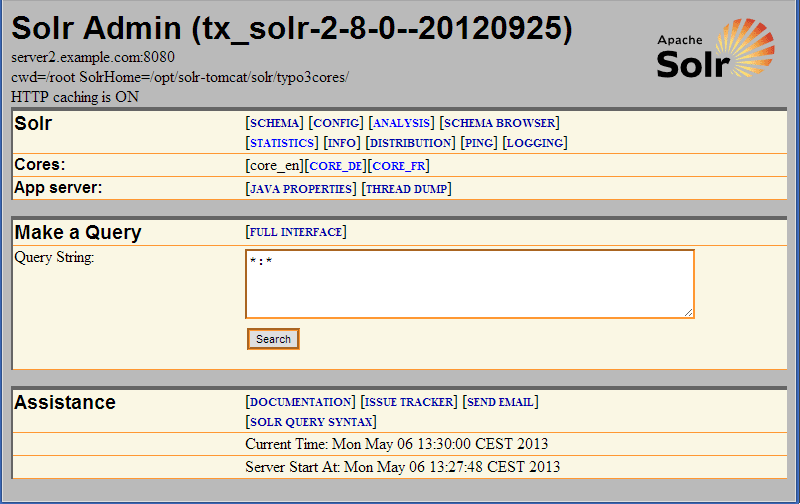 Solr Admin (tx_solr-2-8-0--20120925)
server2.example.com:8080
cwd=/root SolrHome=/opt/solr-tomcat/solr/typo3cores/
HTTP caching is ON
Apache
Solr
Solr [SCHEMA] [CONFIG] [ANALYSIS] [SCHEMA BROWSER]
[STATISTICS] [INFO] [DISTRIBUTION] [PING] [LOGGING]
Cores: [core_en][CORE_DE][CORE_FR]
App server: [JAVA PROPERTIES] [THREAD DUMP]
Make a Query [FULL INTERFACE]
Query String: *:*
Search
Assistance [DOCUMENTATION] [ISSUE TRACKER] [SEND EMAIL]
[SOLR QUERY SYNTAX]
Current Time: Mon May 06 13:30:00 CEST 2013
Server Start At: Mon May 06 13:27:48 CEST 2013